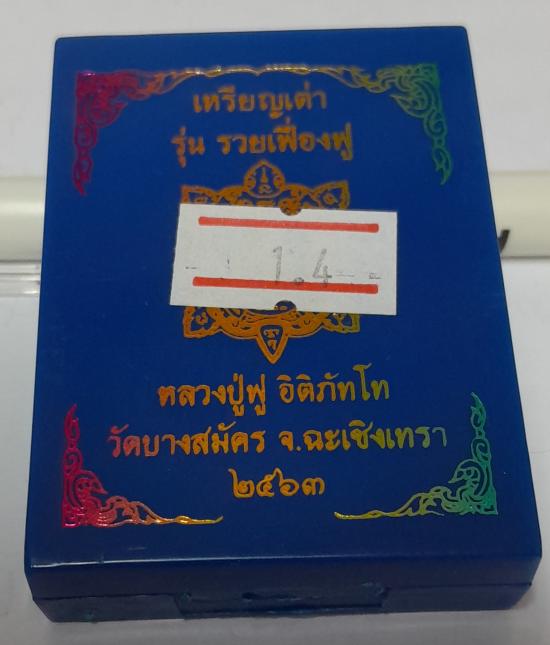 เหรียญเต่า
รุ่น รวยเฟื่องฟู
1.4
หลวงปู่ฟู อิติภัทโท
วัดบางสมัคร จ.ฉะเชิงเทรา
๒๕๖๓